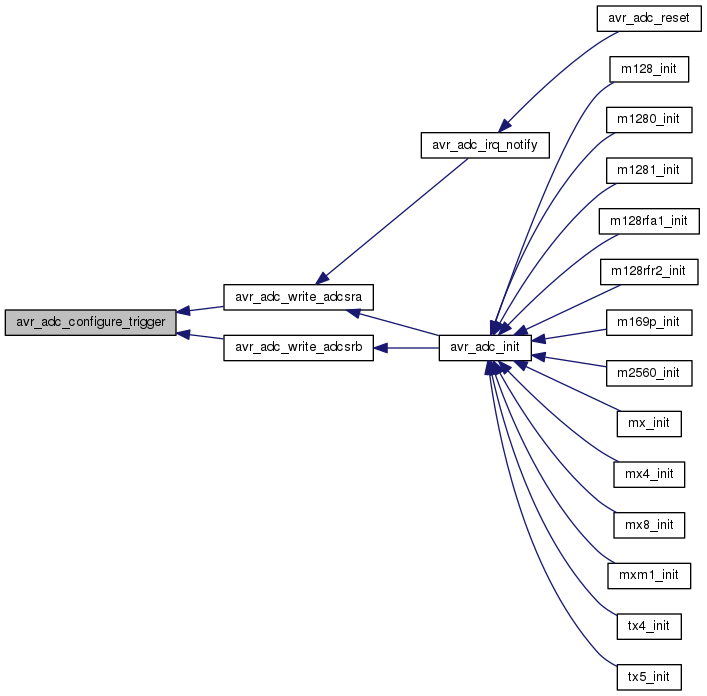 avr_adc_reset
m128_init
m1280_init
avr_adc_irq_notify
m1281_init
m128rfa1_init
m128rfr2_init
avr_adc_write_adcsra
avr_adc_configure_trigger
m169p_init
avr_adc_write_adcsrb
avr_adc_init
m2560_init
mx_init
mx4_init
mx8_init
mxm1_init
tx4_init
tx5_init